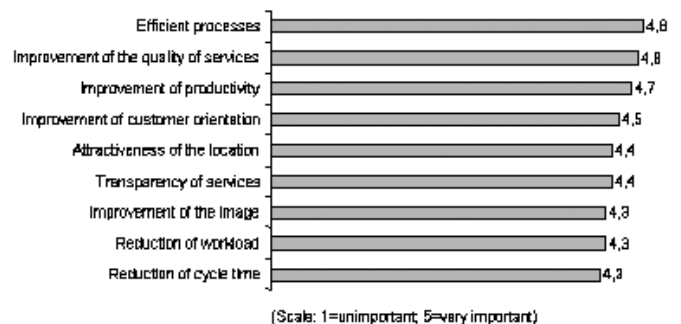 Efficient processes 4,8
Improvement of the quality of services 4,8
Improvement of productivity 4,7
Improvement of customer orientation 4,5
Attractiveness of the location 4,4
Transparency of services 4,4
Improvement of the image 4,3
Reduction of workload 4,3
Reduction of cycle time 4,3
(Scale: 1=unimportant; 5=very important)